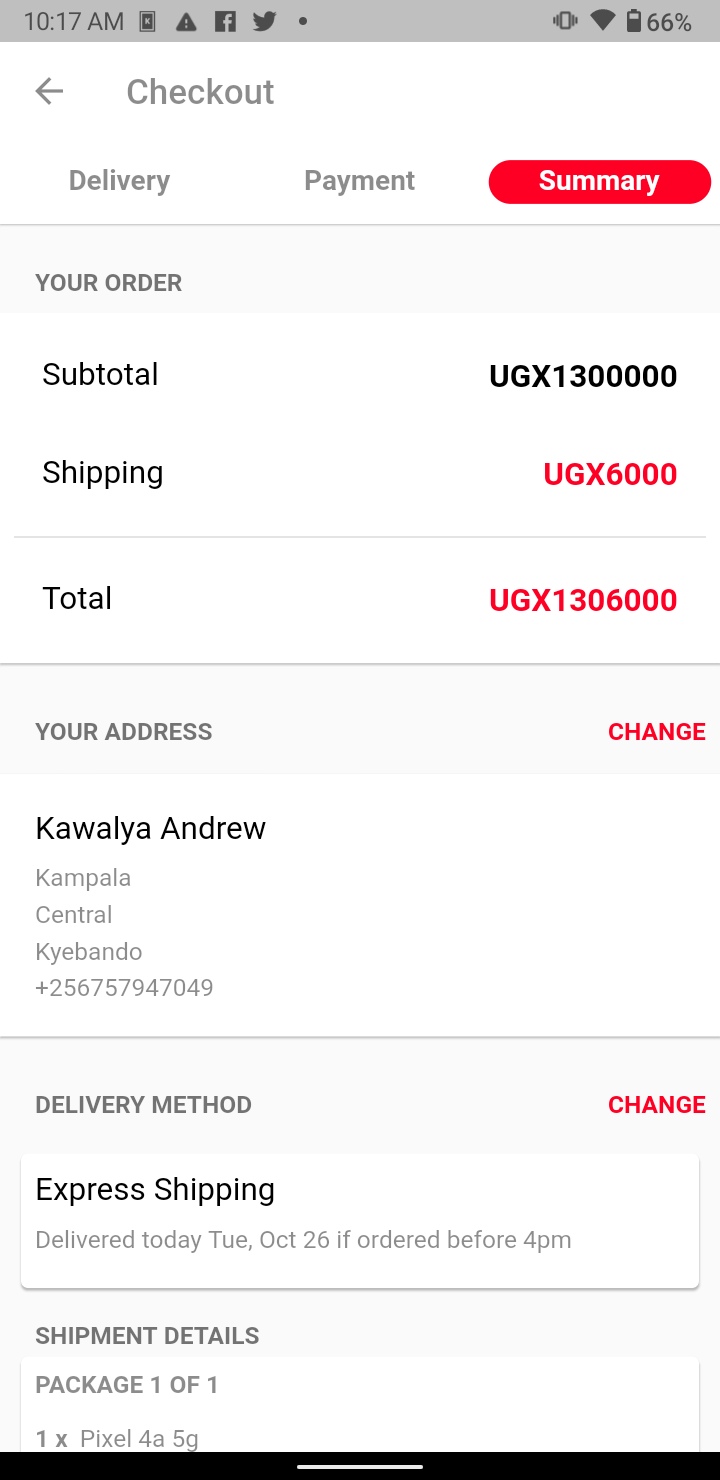 10:17 AM 66%
Checkout
Delivery Payment Summary
YOUR ORDER
Subtotal UGX1300000
Shipping UGX6000
Total UGX1306000
YOUR ADDRESS CHANGE
Kawalya Andrew
Kampala
Central
Kyebando
+256757947049
DELIVERY METHOD CHANGE
Express Shipping
Delivered today Tue, Oct 26 if ordered before 4pm
SHIPMENT DETAILS
PACKAGE 1 OF 1
1 x Pixel 4a 5g